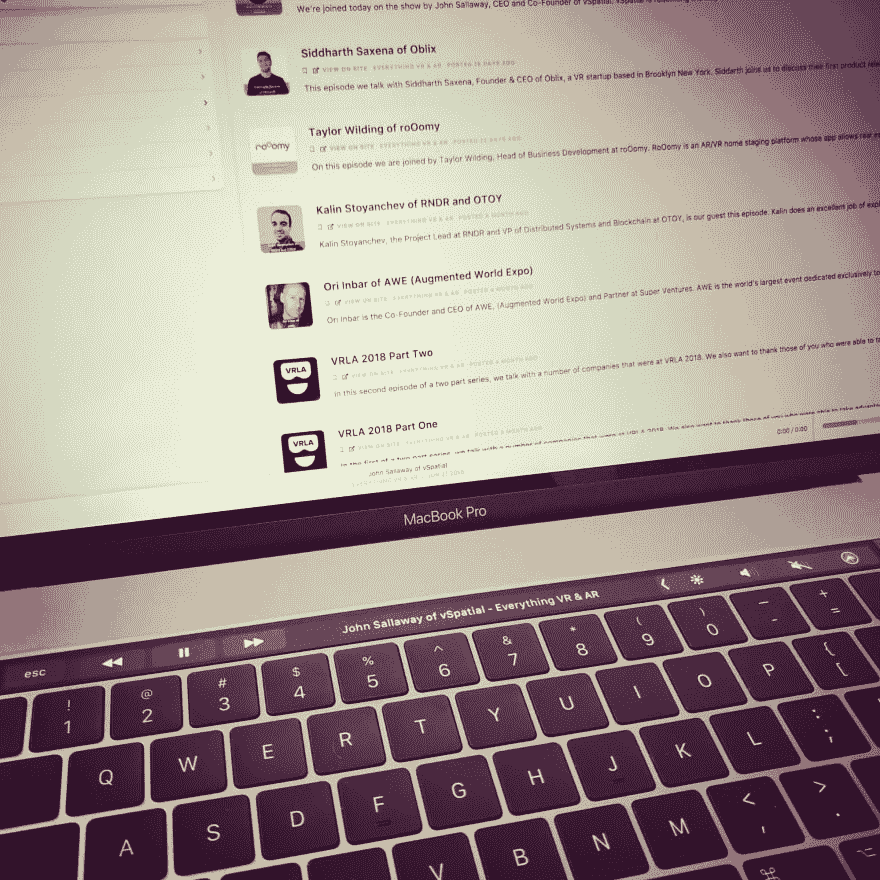 We're joined today on the show by John Sallaway, CEO and Co-Founder of vSpatial. vSpatial is
Siddharth Saxena of Oblix
VIEW ON SITE · EVERYTHING VR & AR · POSTED DAYS AGO
This episode we talk with Siddharth Saxena, Founder & CEO of Oblix, a VR startup based in Brooklyn New York. Siddarth joins us to discuss their first product
roOomy
Taylor Wilding of roOomy
VIEW ON SITE · EVERYTHING VR & AR · POSTED DAYS AGO
On this episode we are joined by Taylor Wilding, Head of Business Development at roOomy. RoOomy is an AR/VR home staging platform whose app allows real
Kalin Stoyanchev of RNDR and OTOY
VIEW ON SITE · EVERYTHING VR & AR · POSTED A MONTH AGO
Kalin Stoyanchev, the Project Lead at RNDR and VP of Distributed Systems and Blockchain at OTOY, is our guest this episode. Kalin does an excellent job of
Ori Inbar of AWE (Augmented World Expo)
VIEW ON SITE · EVERYTHING VR & AR · POSTED A MONTH AGO
Ori Inbar is the Co-Founder and CEO of AWE, (Augmented World Expo) and Partner at Super Ventures. AWE is the world's largest event dedicated exclusively to
VRLA
VRLA 2018 Part Two
VIEW ON SITE · EVERYTHING VR & AR · POSTED A MONTH AGO
In this second episode of a two part series, we talk with a number of companies that were at VRLA 2018. We also want to thank those of you who were able to
VRLA
VRLA 2018 Part One
VIEW ON SITE · EVERYTHING VR & AR · POSTED A MONTH AGO
In the first of a two part series, we talk with a number of companies that were at VRLA 2018. We also want to thank those of you who were able to take
0:00 / 0:00
John Sallaway of vSpatial
EVERYTHING VR & AR
MacBook Pro
esc
John Sallaway of vSpatial - Everything VR & AR
! @ # $ % ^ & * ( ) — +
1 2 3 4 5 6 7 8 9 0 - =
{
Q W E R T Y U I O P [
:
A S D F G H J K L ;
< >
V B N M , .
⌘ ⌥